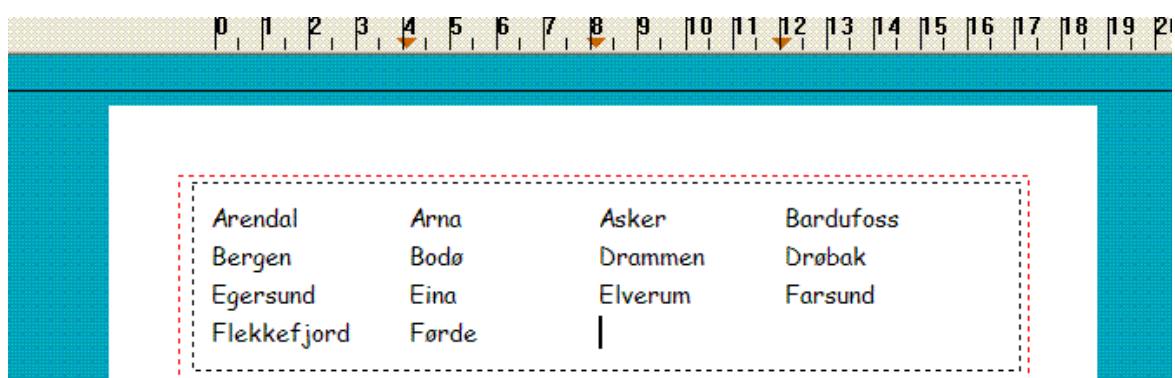 0 1 2 3 4 5 6 7 8 9 10 11 12 13 14 15 16 17 18 19
Arendal Arna Asker Bardufoss
Bergen Bodø Drammen Drøbak
Egersund Eina Elverum Farsund
Flekkefjord Førde